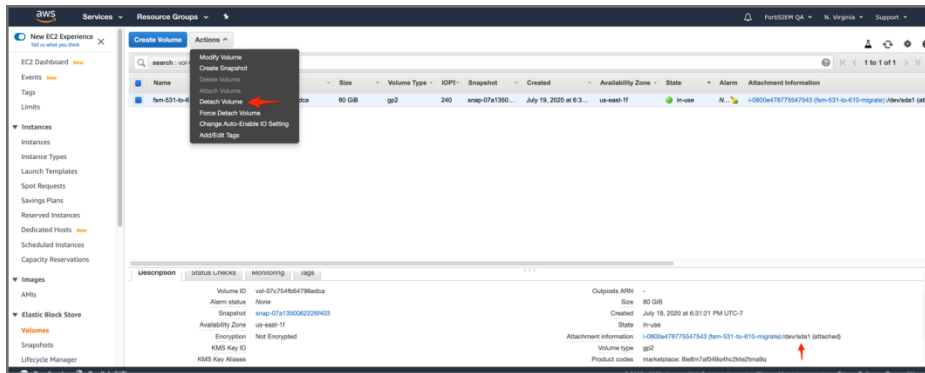 aws Services Resource Groups FortiSIEM QA N. Virginia Support
New EC2 Experience
Tell us what you think
Create Volume Actions
EC2 Dashboard New
Events New
Tags
Limits
Instances
Instances
Instance Types
Launch Templates
Spot Requests
Savings Plans
Reserved Instances
Dedicated Hosts New
Scheduled Instances
Capacity Reservations
Images
AMIs
Elastic Block Store
Volumes
Snapshots
Lifecycle Manager
Modify Volume
Create Snapshot
Delete Volume
Attach Volume
Detach Volume
Force Detach Volume
Change Auto-Enable IO Setting
Add/Edit Tags
search : vol- 1 to 1 of 1
Name Size Volume Type IOPS Snapshot Created Availability Zone State Alarm Attachment Information
fsm-531-to-6 dca 80 GiB gp2 240 snap-07a1350... July 19, 2020 at 6:3... us-east-1f in-use N... i-0800e478775547543 (fsm-531-to-610-migrate):/dev/sda1 (at
Description Status Checks Monitoring Tags
Volume ID vol-07c754fb64796edca Outposts ARN -
Alarm status None Size 80 GiB
Snapshot snap-07a1350062226f403 Created July 19, 2020 at 6:31:21 PM UTC-7
Availability Zone us-east-1f State in-use
Encryption Not Encrypted Attachment information i-0800e478775547543 (fsm-531-to-610-migrate):/dev/sda1 (attached)
KMS Key ID Volume type gp2
KMS Key Aliases Product codes marketplace: